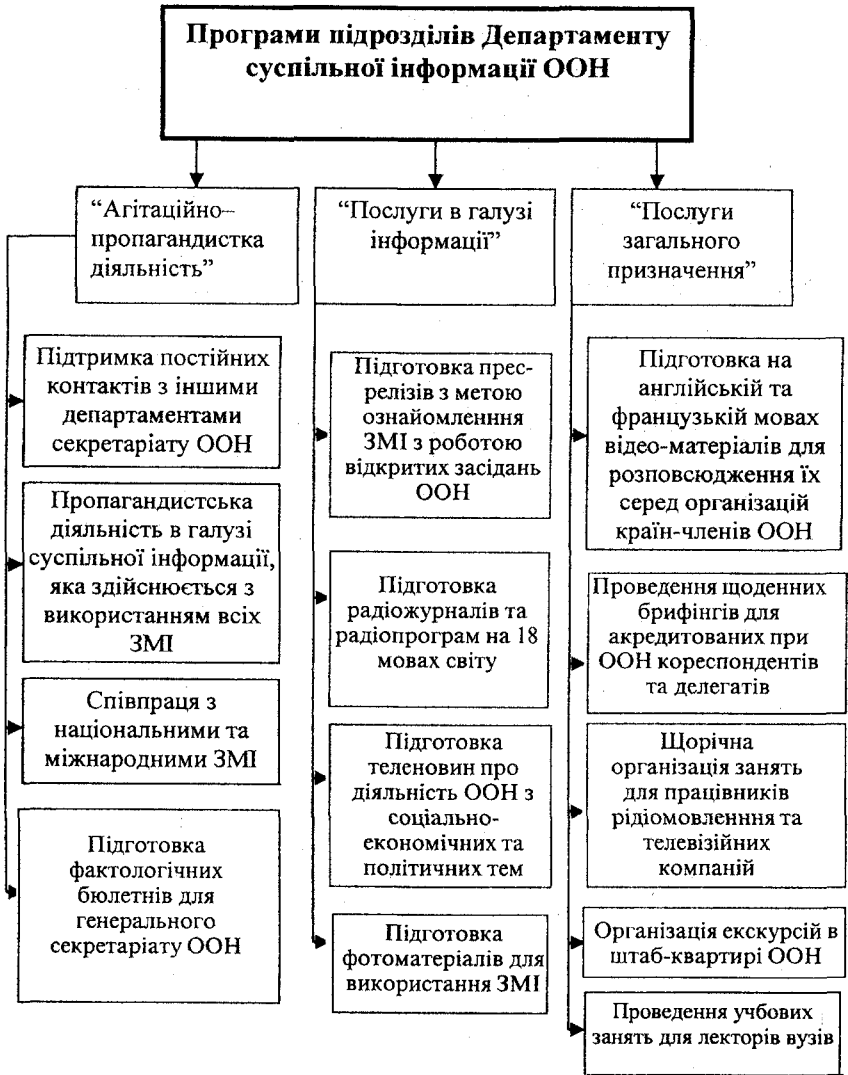 Програми підрозділів Департаменту
суспільної інформації ООН
“Агітаційно–
пропагандистка
діяльність”
Підтримка постійних
контактів з іншими
департаментами
секретаріату ООН
Пропагандистська
діяльність в галузі
суспільної інформації,
яка здійснюється з
використанням всіх
ЗМІ
Співпраця з
національними та
міжнародними ЗМІ
Підготовка
фактологічних
бюлетнів для
генерального
секретаріату ООН
“Послуги в галузі
інформації”
Підготовка прес-
релізів з метою
ознайомленння
ЗМІ з роботою
відкритих засідань
ООН
Підготовка
радіожурналів та
радіопрограм на 18
мовах світу
Підготовка
теленовин про
діяльність ООН з
соціально-
економічних та
політичних тем
Підготовка
фотоматеріалів для
використання ЗМІ
“Послуги
загального
призначення”
Підготовка на
англійській та
французькій мовах
відео-матеріалів для
розповсюдження їх
серед організацій
країн-членів ООН
Проведення щоденних
брифінгів для
акредитованих при
ООН кореспондентів
та делегатів
Щорічна
організація занять
для працівників
рідіомовленння та
телевізійних
компаній
Організація екскурсій в
штаб-квартирі ООН
Проведення учбових
занять для лекторів вузів